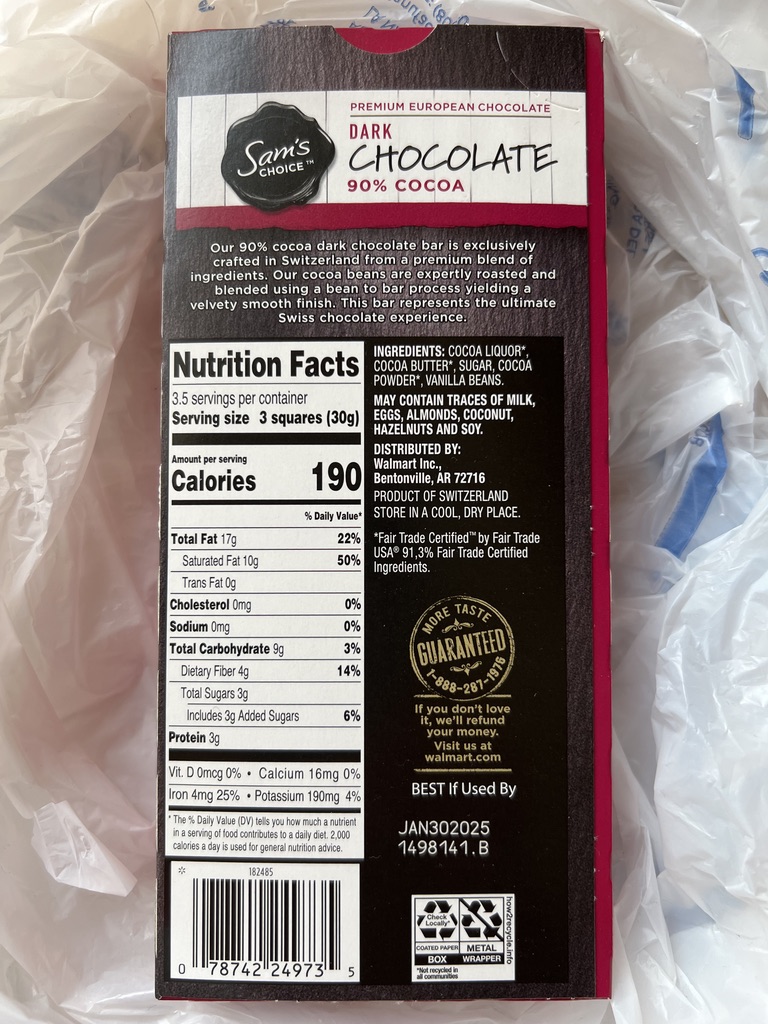 PREMIUM EUROPEAN CHOCOLATE
Sam's
CHOICE™
DARK
CHOCOLATE
90% COCOA
Our 90% cocoa dark chocolate bar is exclusively
crafted in Switzerland from a premium blend of
ingredients. Our cocoa beans are expertly roasted and
blended using a bean to bar process yielding a
velvety smooth finish. This bar represents the ultimate
Swiss chocolate experience.
Nutrition Facts
3.5 servings per container
Serving size 3 squares (30g)
Amount per serving
Calories 190
% Daily Value*
Total Fat 17g 22%
Saturated Fat 10g 50%
Trans Fat 0g
Cholesterol 0mg 0%
Sodium 0mg 0%
Total Carbohydrate 9g 3%
Dietary Fiber 4g 14%
Total Sugars 3g
Includes 3g Added Sugars 6%
Protein 3g
Vit. D 0mcg 0% • Calcium 16mg 0%
Iron 4mg 25% • Potassium 190mg 4%
* The % Daily Value (DV) tells you how much a nutrient
in a serving of food contributes to a daily diet. 2,000
calories a day is used for general nutrition advice.
INGREDIENTS: COCOA LIQUOR*,
COCOA BUTTER*, SUGAR, COCOA
POWDER*, VANILLA BEANS.
MAY CONTAIN TRACES OF MILK,
EGGS, ALMONDS, COCONUT,
HAZELNUTS AND SOY.
DISTRIBUTED BY:
Walmart Inc.,
Bentonville, AR 72716
PRODUCT OF SWITZERLAND
STORE IN A COOL, DRY PLACE.
*Fair Trade Certified™ by Fair Trade
USA® 91,3% Fair Trade Certified
Ingredients.
MORE TASTE
GUARANTEED
1-888-287-1976
If you don't love
it, we'll refund
your money.
Visit us at
walmart.com
BEST If Used By
JAN302025
1498141.B
* 182485
0 78742 24973 5
Check
Locally*
COATED PAPER METAL
BOX WRAPPER
*Not recycled in
all communities
how2recycle.info